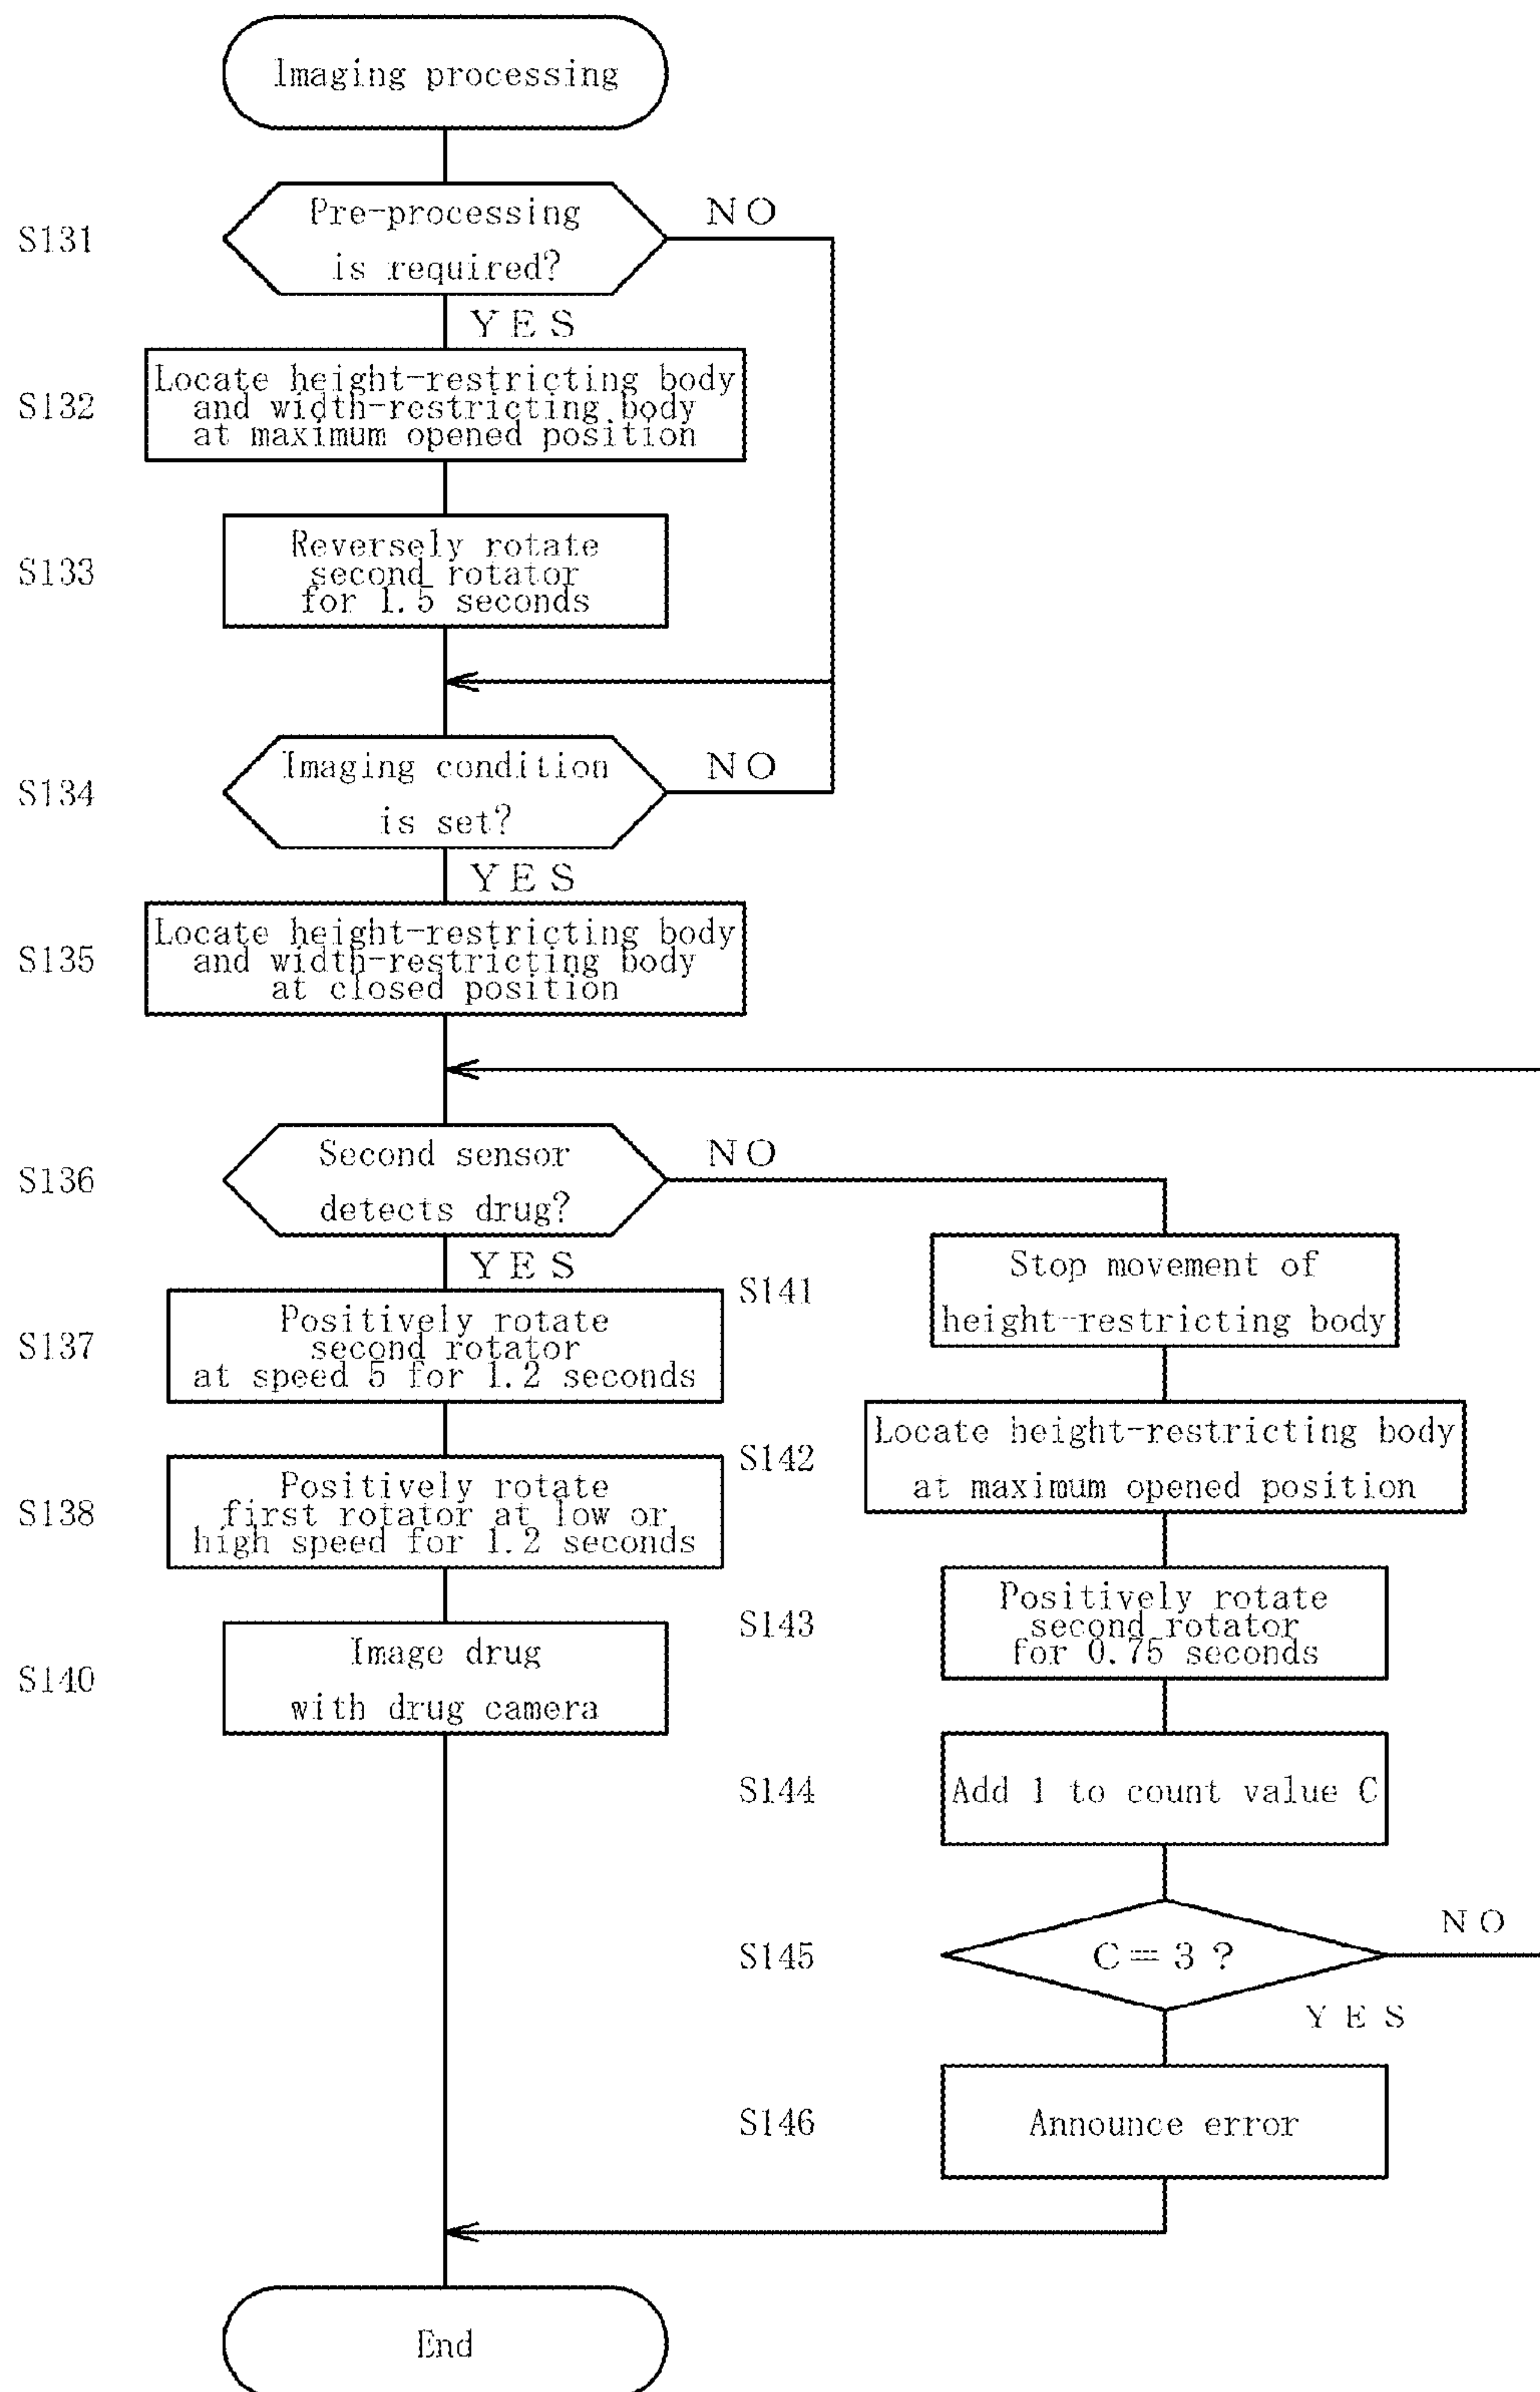 Imaging processing
S131
Pre-processing
is required?
NO
YES
S132
Locate height-restricting body
and width-restricting body
at maximum opened position
S133
Reversely rotate
second rotator
for 1.5 seconds
S134
Imaging condition
is set?
NO
YES
S135
Locate height-restricting body
and width-restricting body
at closed position
S136
Second sensor
detects drug?
NO
YES
S137
Positively rotate
second rotator
at speed 5 for 1.2 seconds
S138
Positively rotate
first rotator at low or
high speed for 1.2 seconds
S140
Image drug
with drug camera
S141
Stop movement of
height-restricting body
S142
Locate height-restricting body
at maximum opened position
S143
Positively rotate
second rotator
for 0.75 seconds
S144
Add 1 to count value C
S145
C=3?
NO
YES
S146
Announce error
End